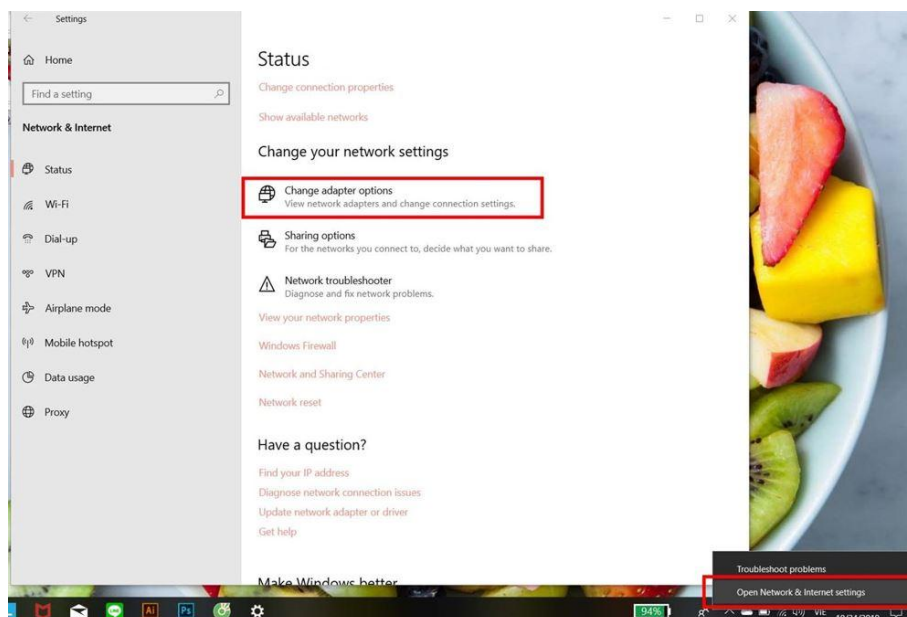 Settings
Home
Find a setting
Network & Internet
Status
Wi-Fi
Dial-up
VPN
Airplane mode
Mobile hotspot
Data usage
Proxy
Status
Change connection properties
Show available networks
Change your network settings
Change adapter options
View network adapters and change connection settings.
Sharing options
For the networks you connect to, decide what you want to share.
Network troubleshooter
Diagnose and fix network problems.
View your network properties
Windows Firewall
Network and Sharing Center
Network reset
Have a question?
Find your IP address
Diagnose network connection issues
Update network adapter or driver
Get help
Make Windows better
Troubleshoot problems
Open Network & Internet settings
Ai
Ps
94%
VIE